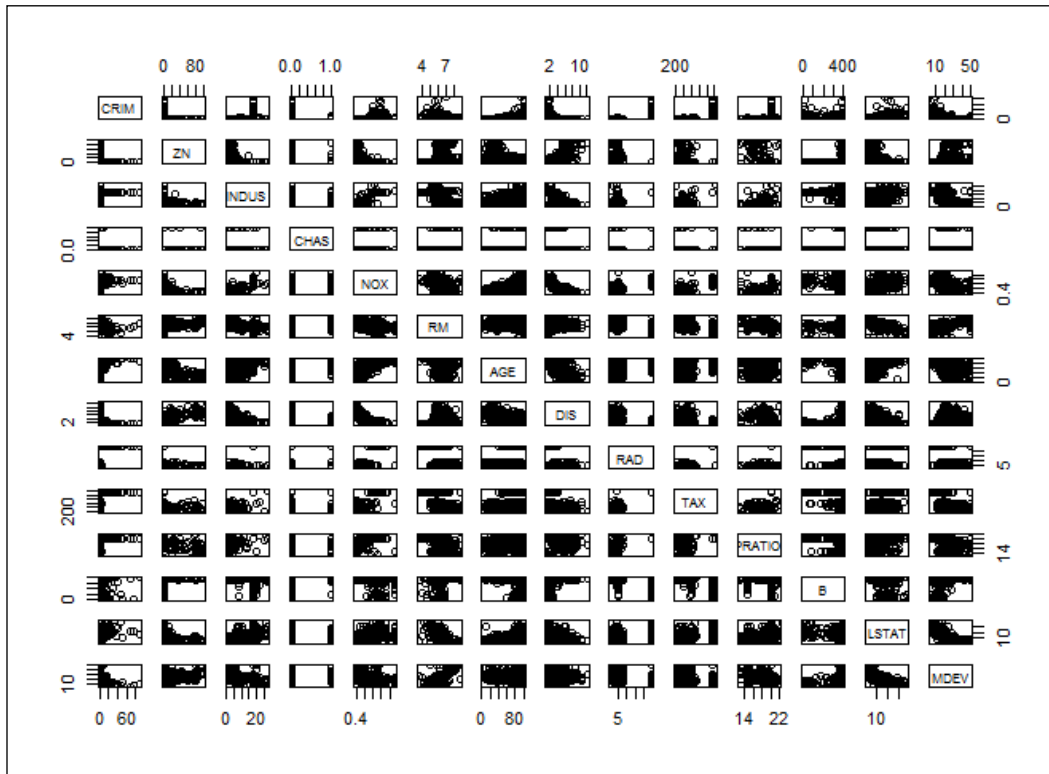 0 80 0.0 1.0 4 7 2 10 200 0 400 10 50
CRIM 0
0 ZN
INDUS 0
0.0 CHAS
NOX 0.4
4 RM
AGE 0
2 DIS
RAD 5
200 TAX
PRATIO 14
0 B
LSTAT 10
10 MDEV
0 60 0 20 0.4 0 80 5 14 22 10